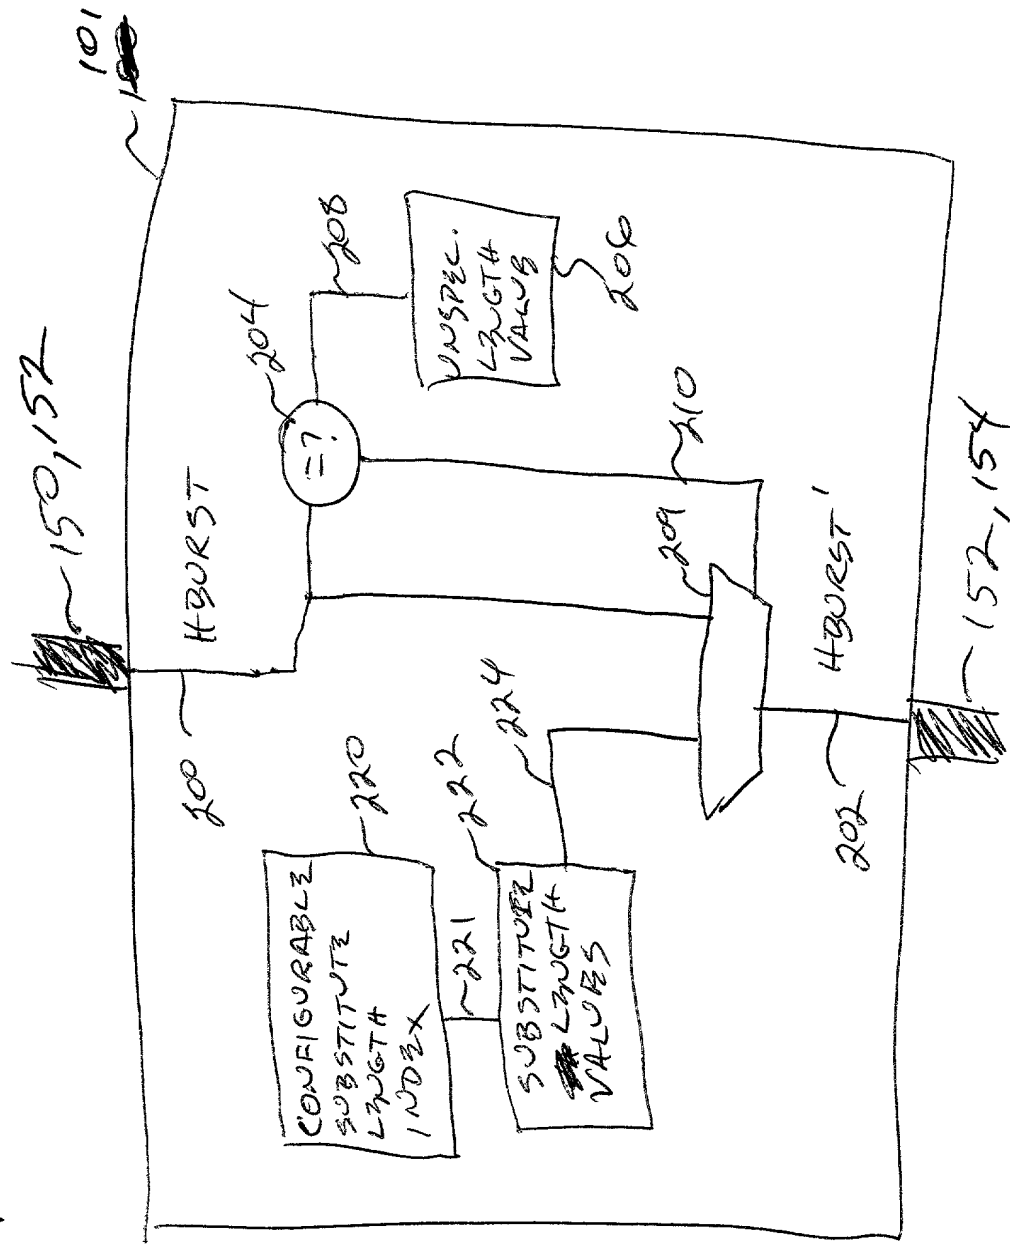 101
150, 152
HBURST
200
204
=?
208
UNSPEC.
LENGTH
VALUE
206
210
209
CONFIGURABLE
SUBSTITUTE
LENGTH
INDEX
220
221
222
SUBSTITUTE
LENGTH
VALUES
224
HBURST'
202
152, 154